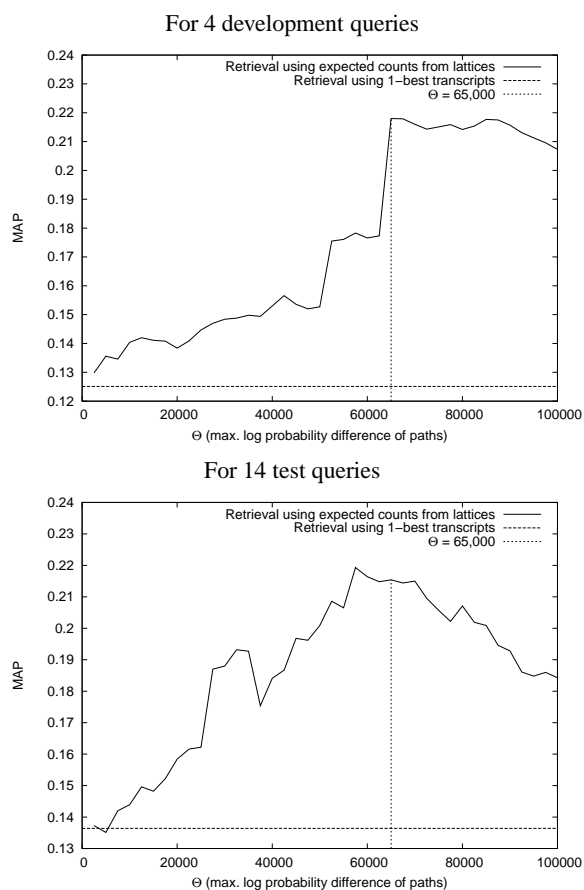 For 4 development queries
0.24
Retrieval using expected counts from lattices
Retrieval using 1−best transcripts
Θ = 65,000
0.23
0.22
0.21
0.2
0.19
0.18
0.17
0.16
0.15
0.14
0.13
0.12
MAP
0 20000 40000 60000 80000 100000
Θ (max. log probability difference of paths)
For 14 test queries
0.24
Retrieval using expected counts from lattices
Retrieval using 1−best transcripts
Θ = 65,000
0.23
0.22
0.21
0.2
0.19
0.18
0.17
0.16
0.15
0.14
0.13
MAP
0 20000 40000 60000 80000 100000
Θ (max. log probability difference of paths)